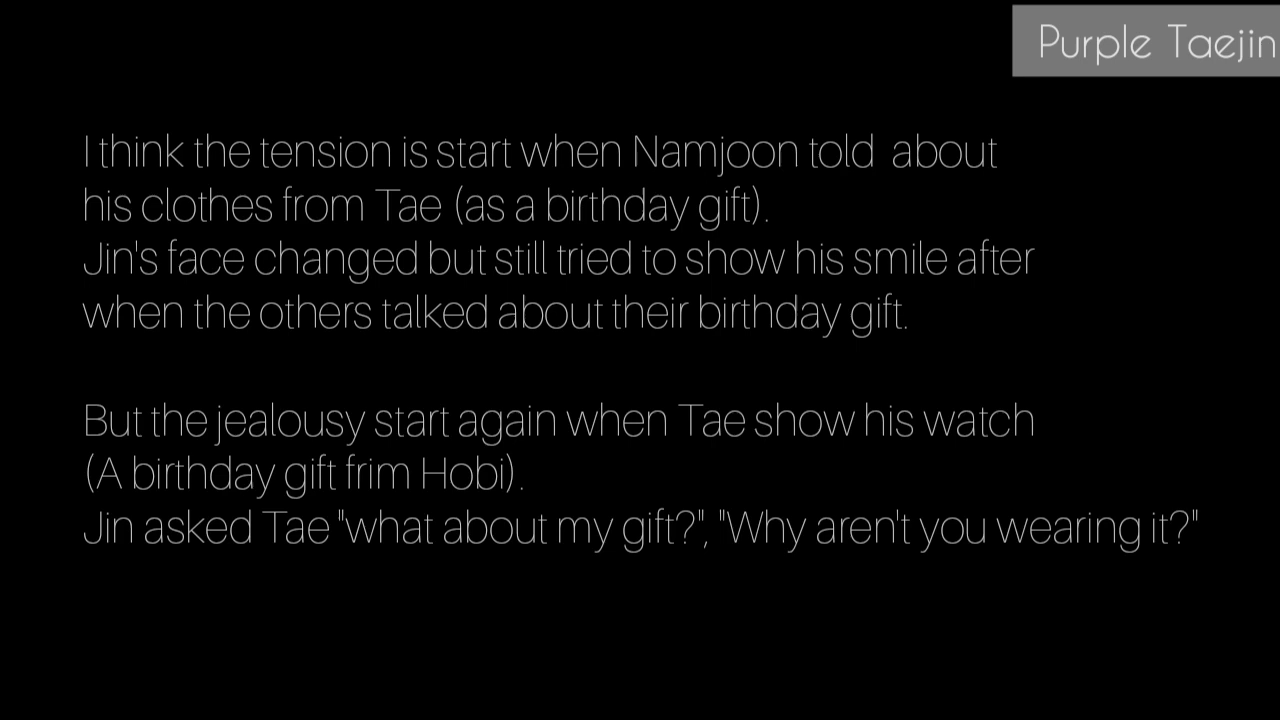 Purple Taejin
I think the tension is start when Namjoon told  about
his clothes from Tae (as a birthday gift).
Jin's face changed but still tried to show his smile after
when the others talked about their birthday gift.
But the jealousy start again when Tae show his watch
(A birthday gift frim Hobi).
Jin asked Tae "what about my gift?", "Why aren't you wearing it?"